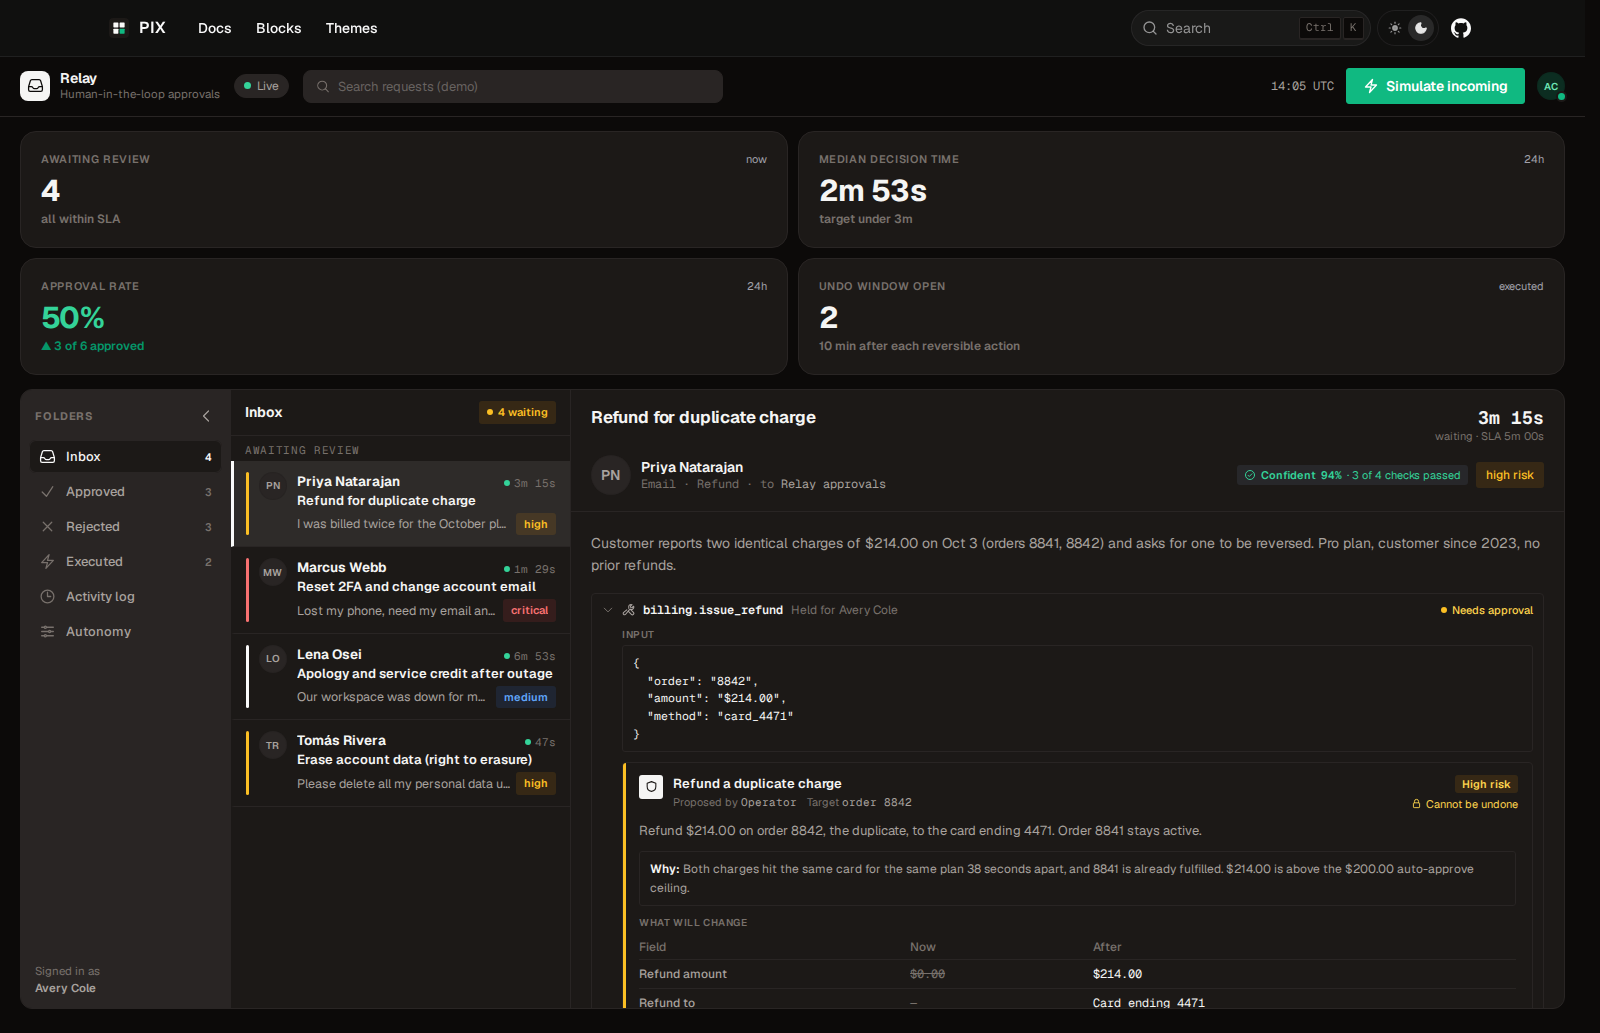 PIX Docs Blocks Themes Search Ctrl K
Relay
Human-in-the-loop approvals
Live
Search requests (demo)
14:05 UTC
Simulate incoming
AC
AWAITING REVIEW now
4
all within SLA
MEDIAN DECISION TIME 24h
2m 53s
target under 3m
APPROVAL RATE 24h
50%
▲ 3 of 6 approved
UNDO WINDOW OPEN executed
2
10 min after each reversible action
FOLDERS
Inbox 4
Approved 3
Rejected 3
Executed 2
Activity log
Autonomy
Signed in as
Avery Cole
Inbox 4 waiting
AWAITING REVIEW
PN Priya Natarajan 3m 15s
Refund for duplicate charge
I was billed twice for the October pl... high
MW Marcus Webb 1m 29s
Reset 2FA and change account email
Lost my phone, need my email an... critical
LO Lena Osei 6m 53s
Apology and service credit after outage
Our workspace was down for m... medium
TR Tomás Rivera 47s
Erase account data (right to erasure)
Please delete all my personal data u... high
Refund for duplicate charge 3m 15s
waiting · SLA 5m 00s
PN Priya Natarajan
Email · Refund · to Relay approvals
Confident 94% · 3 of 4 checks passed high risk
Customer reports two identical charges of $214.00 on Oct 3 (orders 8841, 8842) and asks for one to be reversed. Pro plan, customer since 2023, no
prior refunds.
billing.issue_refund Held for Avery Cole Needs approval
INPUT
{
"order": "8842",
"amount": "$214.00",
"method": "card_4471"
}
Refund a duplicate charge High risk
Proposed by Operator Target order 8842 Cannot be undone
Refund $214.00 on order 8842, the duplicate, to the card ending 4471. Order 8841 stays active.
Why: Both charges hit the same card for the same plan 38 seconds apart, and 8841 is already fulfilled. $214.00 is above the $200.00 auto-approve
ceiling.
WHAT WILL CHANGE
Field Now After
Refund amount $0.00 $214.00
Refund to — Card ending 4471